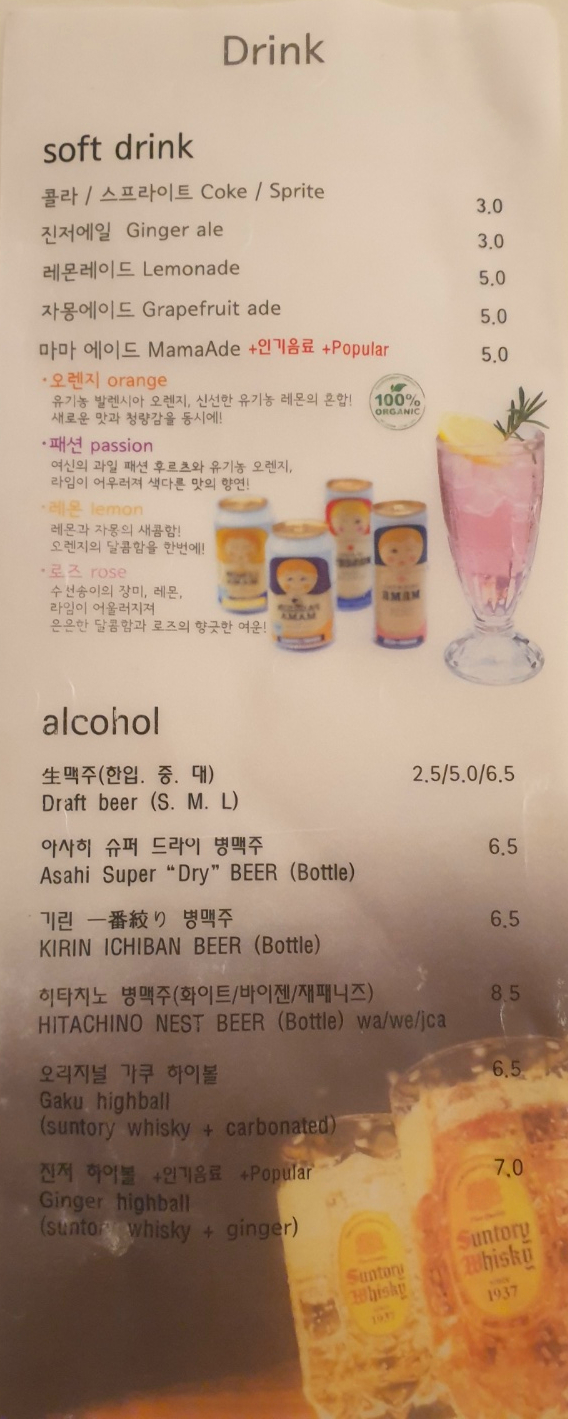 Drink
soft drink
콜라 / 스프라이트 Coke / Sprite 3.0
진저에일 Ginger ale 3.0
레몬레이드 Lemonade 5.0
자몽에이드 Grapefruit ade 5.0
마마 에이드 MamaAde +인기음료 +Popular 5.0
·오렌지 orange
유기농 발렌시아 오렌지, 신선한 유기농 레몬의 혼합!
새로운 맛과 청량감을 동시에!
100%
ORGANIC
·패션 passion
여신의 과일 패션 후르츠와 유기농 오렌지,
라임이 어우러져 색다른 맛의 향연!
·레몬 lemon
레몬과 자몽의 새콤함!
오렌지의 달콤함을 한번에!
·로즈 rose
수천송이의 장미, 레몬,
라임이 어울러지져
은은한 달콤함과 로즈의 향긋한 여운!
MAMA
MAMA
alcohol
生맥주(한입. 중. 대) 2.5/5.0/6.5
Draft beer (S. M. L)
아사히 슈퍼 드라이 병맥주 6.5
Asahi Super “Dry” BEER (Bottle)
기린 一番絞り 병맥주 6.5
KIRIN ICHIBAN BEER (Bottle)
히타치노 병맥주(화이트/바이젠/재패니즈) 8.5
HITACHINO NEST BEER (Bottle) wa/we/jca
오리지널 가쿠 하이볼 6.5
Gaku highball
(suntory whisky + carbonated)
진저 하이볼 +인기음료 +Popular 7.0
Ginger highball
(suntory whisky + ginger)
Suntory
Whisky
since
1937
Suntory
Whisky
1937